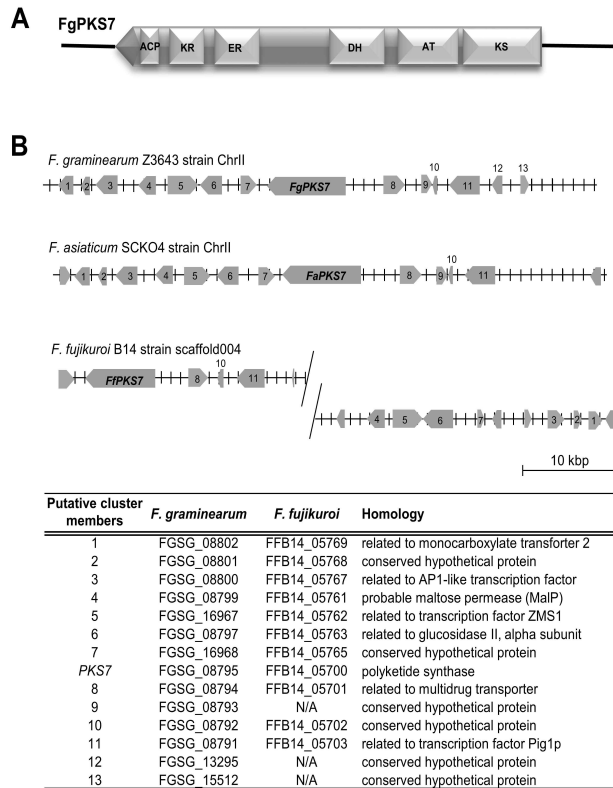 A
FgPKS7
ACP KR ER DH AT KS
B
F. graminearum Z3643 strain ChrII
10 12 13
1 2 3 4 5 6 7 FgPKS7 8 9 11
F. asiaticum SCKO4 strain ChrII
10
1 2 3 4 5 6 7 FaPKS7 8 9 11
F. fujikuroi B14 strain scaffold004
10
FfPKS7 8 11
4 5 6 7 3 2 1
10 kbp
Putative cluster members F. graminearum F. fujikuroi Homology
1 FGSG_08802 FFB14_05769 related to monocarboxylate transforter 2
2 FGSG_08801 FFB14_05768 conserved hypothetical protein
3 FGSG_08800 FFB14_05767 related to AP1-like transcription factor
4 FGSG_08799 FFB14_05761 probable maltose permease (MalP)
5 FGSG_16967 FFB14_05762 related to transcription factor ZMS1
6 FGSG_08797 FFB14_05763 related to glucosidase II, alpha subunit
7 FGSG_16968 FFB14_05765 conserved hypothetical protein
PKS7 FGSG_08795 FFB14_05700 polyketide synthase
8 FGSG_08794 FFB14_05701 related to multidrug transporter
9 FGSG_08793 N/A conserved hypothetical protein
10 FGSG_08792 FFB14_05702 conserved hypothetical protein
11 FGSG_08791 FFB14_05703 related to transcription factor Pig1p
12 FGSG_13295 N/A conserved hypothetical protein
13 FGSG_15512 N/A conserved hypothetical protein